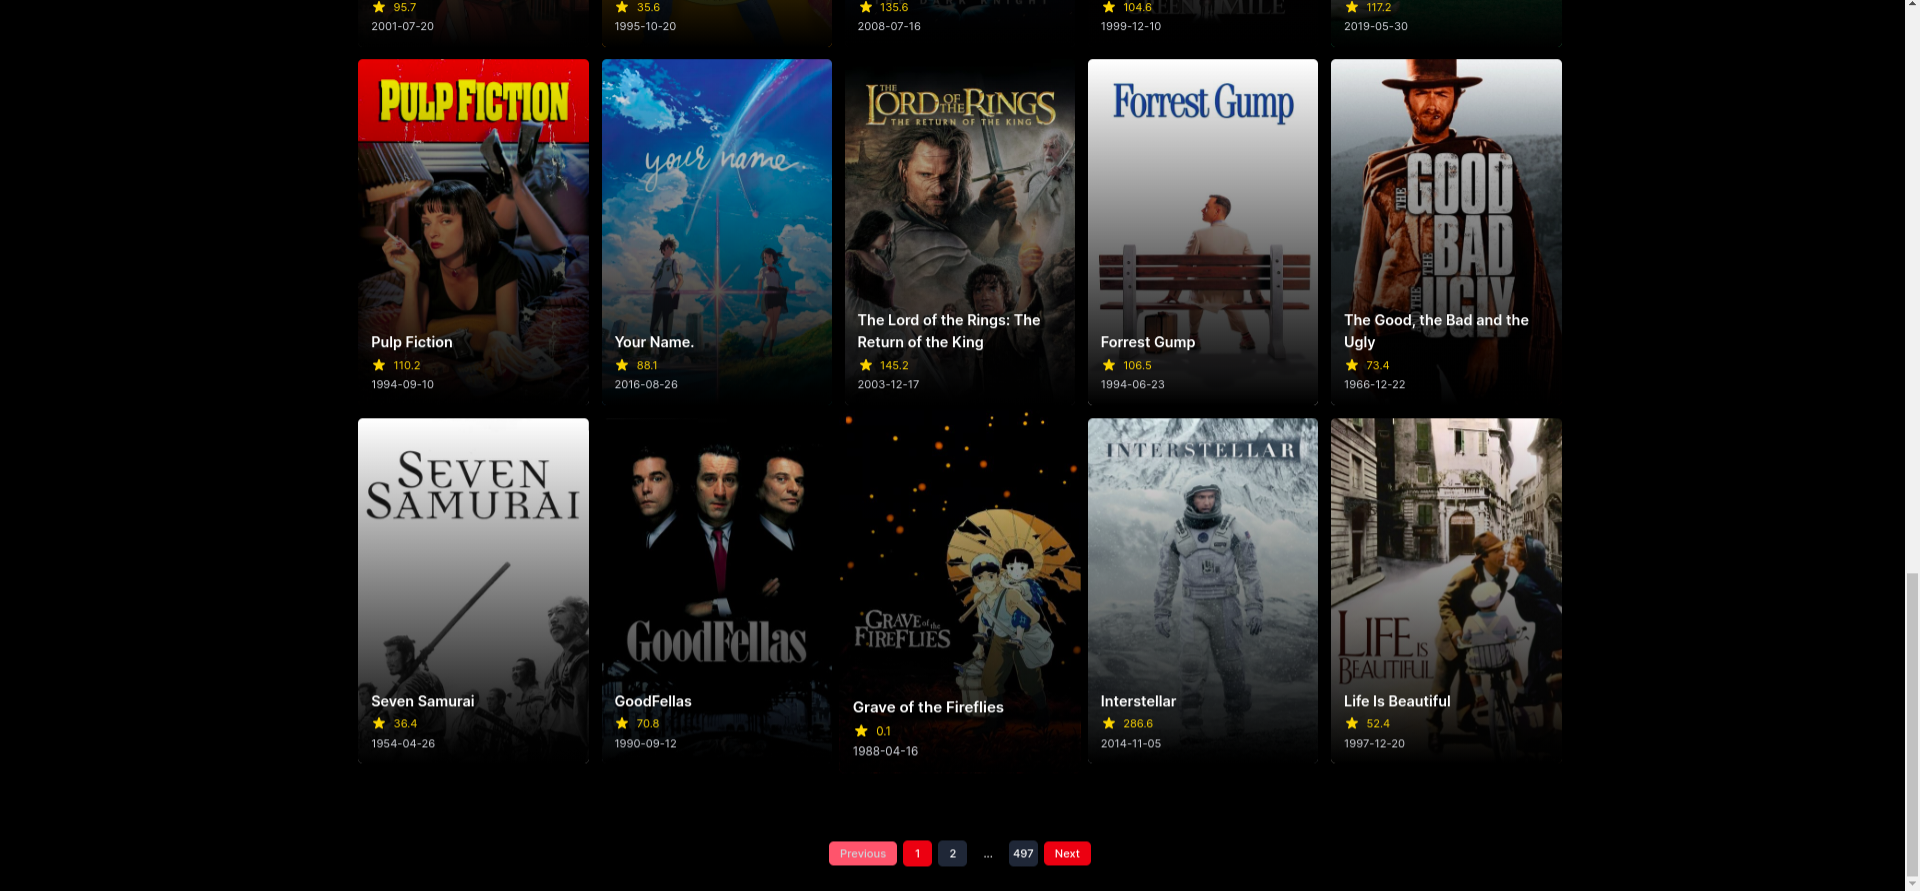 95.7
2001-07-20
35.6
1995-10-20
135.6
2008-07-16
104.6
1999-12-10
117.2
2019-05-30
PULP FICTION
Pulp Fiction
110.2
1994-09-10
your name.
Your Name.
88.1
2016-08-26
THE LORD OF THE RINGS
THE RETURN OF THE KING
The Lord of the Rings: The
Return of the King
145.2
2003-12-17
Forrest Gump
Forrest Gump
106.5
1994-06-23
THE GOOD
THE BAD
AND THE UGLY
The Good, the Bad and the
Ugly
73.4
1966-12-22
SEVEN
SAMURAI
Seven Samurai
36.4
1954-04-26
GoodFellas
GoodFellas
70.8
1990-09-12
GRAVE of the
FIREFLIES
Grave of the Fireflies
0.1
1988-04-16
INTERSTELLAR
Interstellar
286.6
2014-11-05
LIFE IS
BEAUTIFUL
Life Is Beautiful
52.4
1997-12-20
Previous 1 2 ... 497 Next